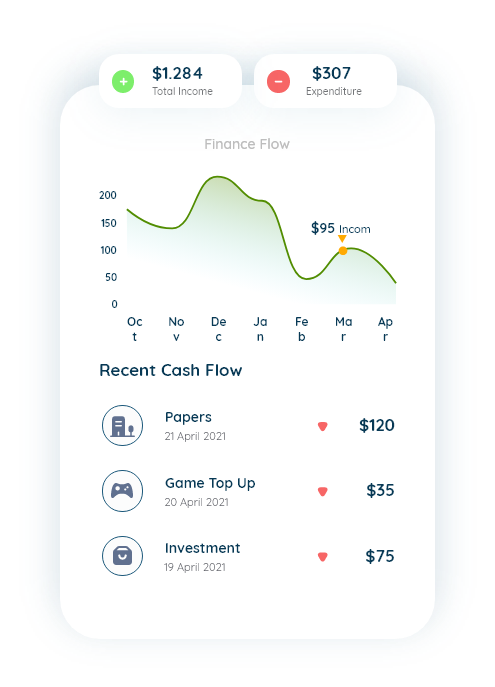 $1.284
Total Income
$307
Expenditure
Finance Flow
200
150
100
50
0
$95 Incom
Oc
t
No
v
De
c
Ja
n
Fe
b
Ma
r
Ap
r
Recent Cash Flow
Papers
21 April 2021
$120
Game Top Up
20 April 2021
$35
Investment
19 April 2021
$75